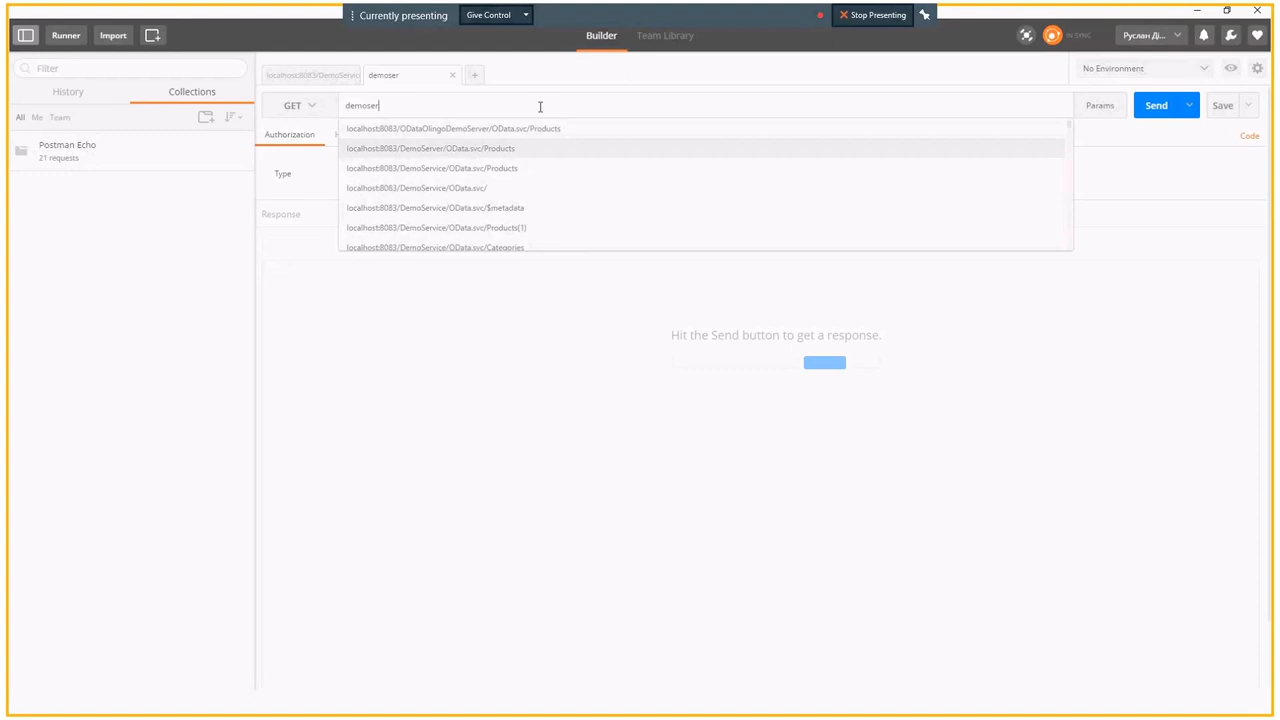 Currently presenting
Give Control
Stop Presenting
Runner
Import
Builder
Team Library
IN SYNC
Руслан Ді...
Filter
localhost:8083/DemoServic
demoser
No Environment
History
Collections
GET
demoser
Params
Send
Save
All Me Team
localhost:8083/ODataOlingoDemoServer/OData.svc/Products
Authorization
Code
Postman Echo
21 requests
localhost:8083/DemoServer/OData.svc/Products
localhost:8083/DemoService/OData.svc/Products
Type
localhost:8083/DemoService/OData.svc/
localhost:8083/DemoService/OData.svc/$metadata
Response
localhost:8083/DemoService/OData.svc/Products(1)
localhost:8083/DemoService/OData.svc/Categories
Hit the Send button to get a response.